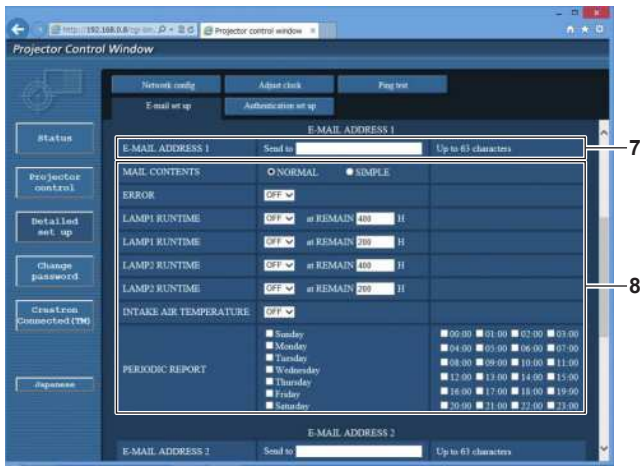 http://192.168.0.8/cgi-bin
Projector control window
Projector Control Window
Network config Adjust clock Ping test
E-mail set up Authentication set up
Status
Projector control
Detailed set up
Change password
Crestron Connected(TM)
Japanese
E-MAIL ADDRESS 1
E-MAIL ADDRESS 1 Send to Up to 63 characters 7
MAIL CONTENTS NORMAL SIMPLE
ERROR OFF
LAMP1 RUNTIME OFF at REMAIN 400 H
LAMP1 RUNTIME OFF at REMAIN 200 H
LAMP2 RUNTIME OFF at REMAIN 400 H
LAMP2 RUNTIME OFF at REMAIN 200 H 8
INTAKE AIR TEMPERATURE OFF
PERIODIC REPORT
Sunday
Monday
Tuesday
Wednesday
Thursday
Friday
Saturday
00:00 01:00 02:00 03:00
04:00 05:00 06:00 07:00
08:00 09:00 10:00 11:00
12:00 13:00 14:00 15:00
16:00 17:00 18:00 19:00
20:00 21:00 22:00 23:00
E-MAIL ADDRESS 2
E-MAIL ADDRESS 2 Send to Up to 63 characters